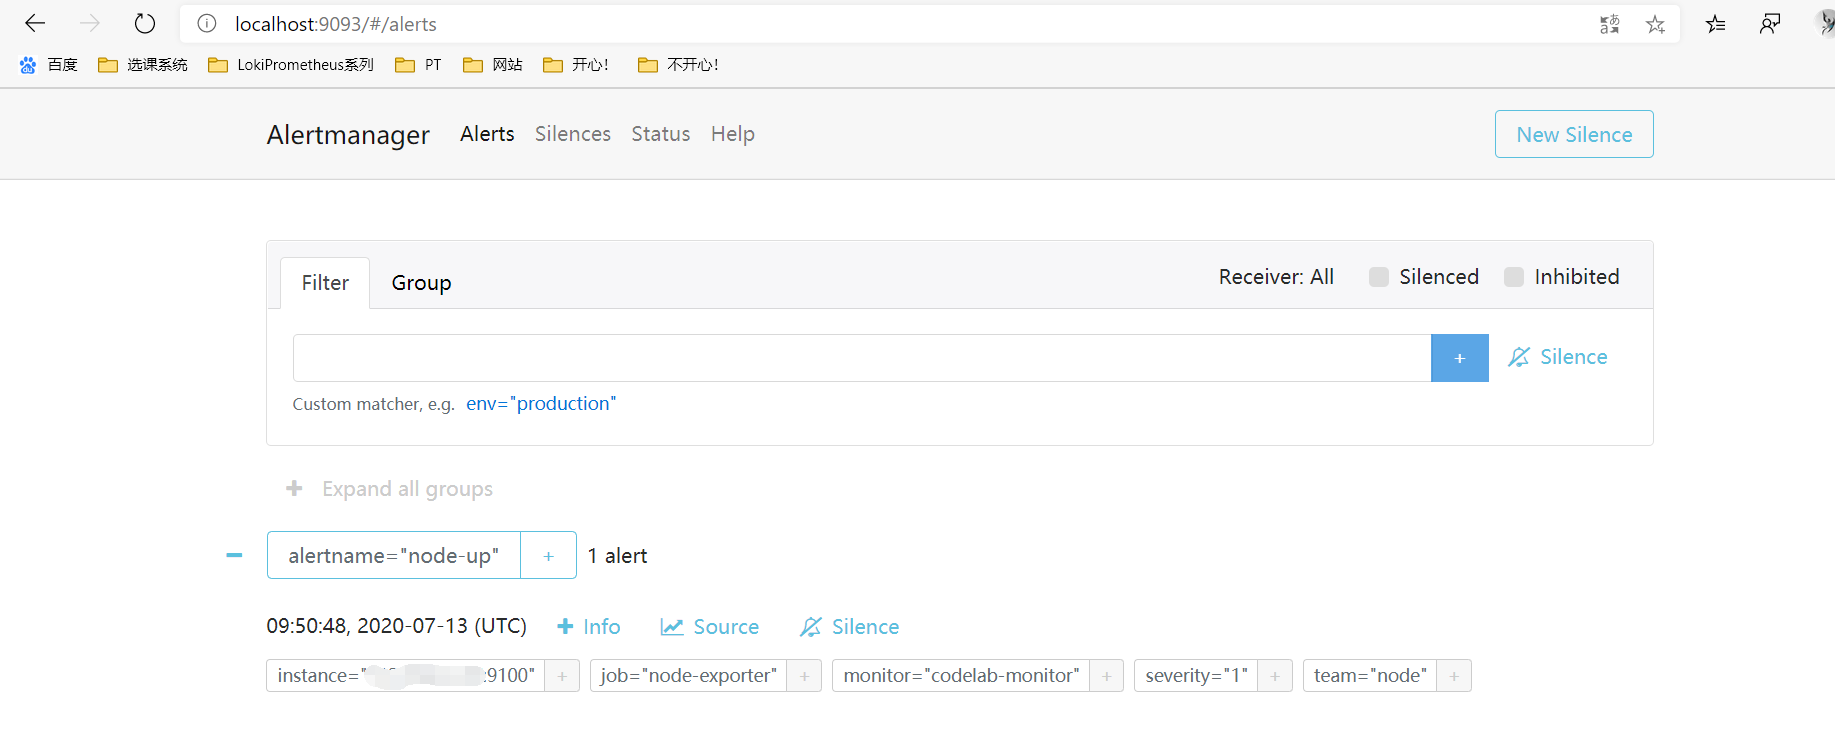 localhost:9093/#/alerts
百度 选课系统 LokiPrometheus系列 PT 网站 开心！ 不开心！
Alertmanager Alerts Silences Status Help New Silence
Filter Group Receiver: All Silenced Inhibited
+ Silence
Custom matcher, e.g. env="production"
+ Expand all groups
alertname="node-up" + 1 alert
09:50:48, 2020-07-13 (UTC) + Info Source Silence
instance=" :9100" + job="node-exporter" + monitor="codelab-monitor" + severity="1" + team="node" +